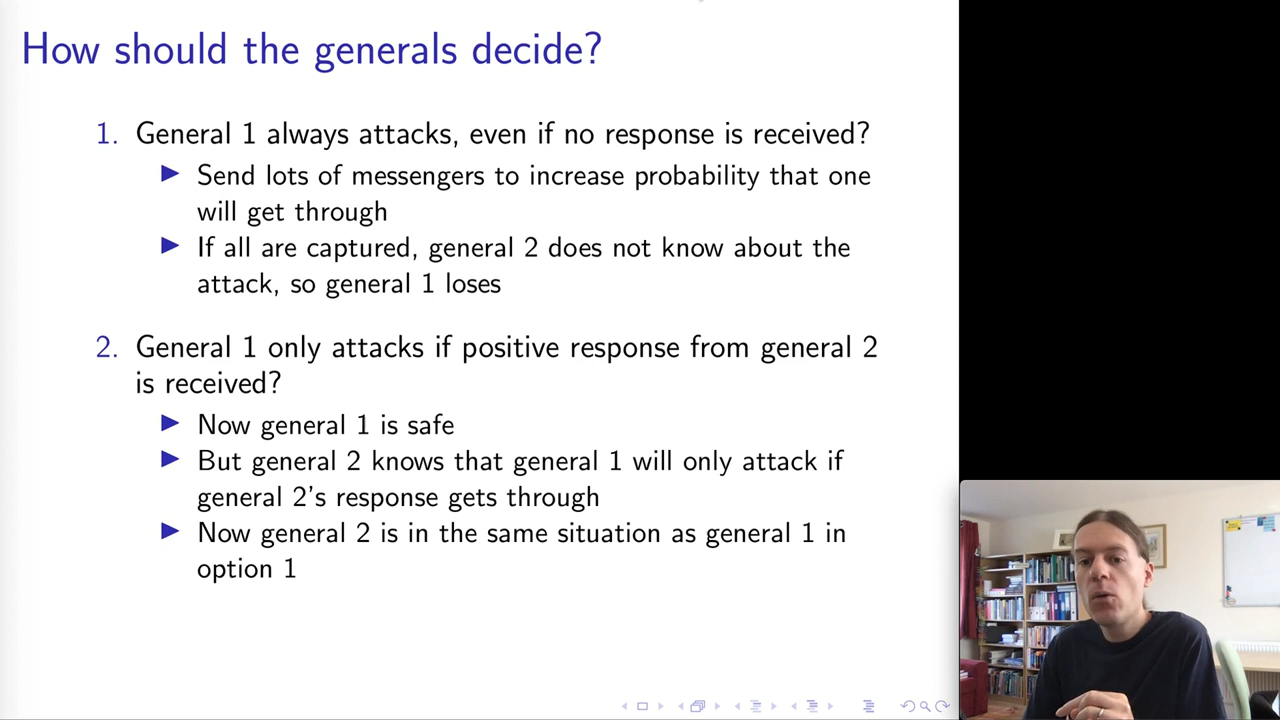 How should the generals decide?
1. General 1 always attacks, even if no response is received?
▶ Send lots of messengers to increase probability that one
will get through
▶ If all are captured, general 2 does not know about the
attack, so general 1 loses
2. General 1 only attacks if positive response from general 2
is received?
▶ Now general 1 is safe
▶ But general 2 knows that general 1 will only attack if
general 2’s response gets through
▶ Now general 2 is in the same situation as general 1 in
option 1